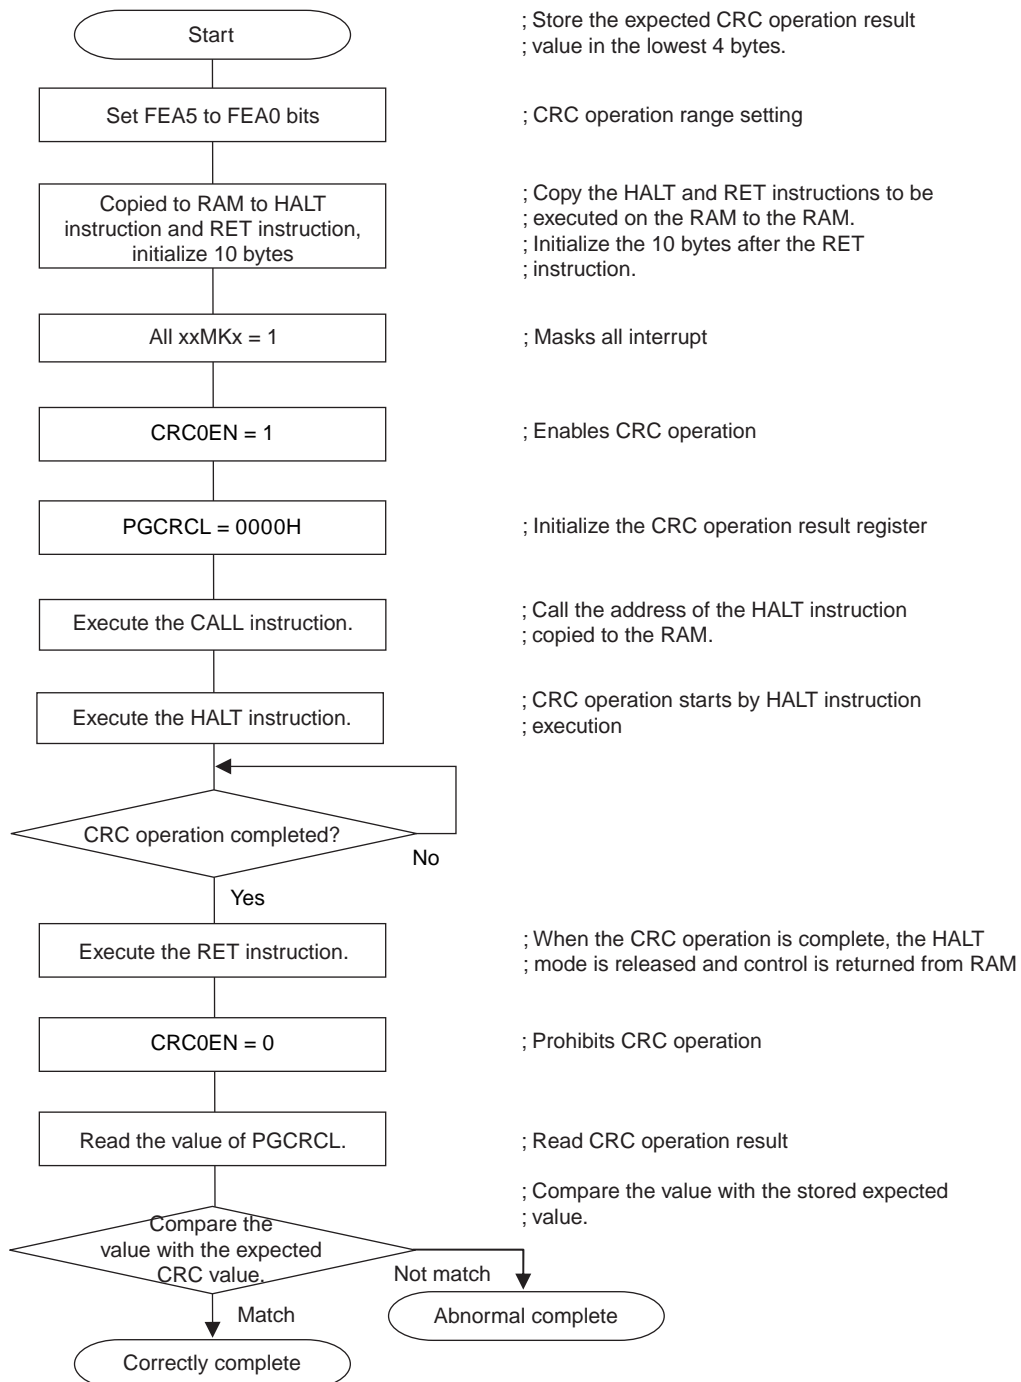 Start
; Store the expected CRC operation result
; value in the lowest 4 bytes.
Set FEA5 to FEA0 bits
; CRC operation range setting
Copied to RAM to HALT
instruction and RET instruction,
initialize 10 bytes
; Copy the HALT and RET instructions to be
; executed on the RAM to the RAM.
; Initialize the 10 bytes after the RET
; instruction.
All xxMKx = 1
; Masks all interrupt
CRC0EN = 1
; Enables CRC operation
PGCRCL = 0000H
; Initialize the CRC operation result register
Execute the CALL instruction.
; Call the address of the HALT instruction
; copied to the RAM.
Execute the HALT instruction.
; CRC operation starts by HALT instruction
; execution
CRC operation completed?
No
Yes
Execute the RET instruction.
; When the CRC operation is complete, the HALT
; mode is released and control is returned from RAM
CRC0EN = 0
; Prohibits CRC operation
Read the value of PGCRCL.
; Read CRC operation result
; Compare the value with the stored expected
; value.
Compare the
value with the expected
CRC value.
Not match
Match
Abnormal complete
Correctly complete